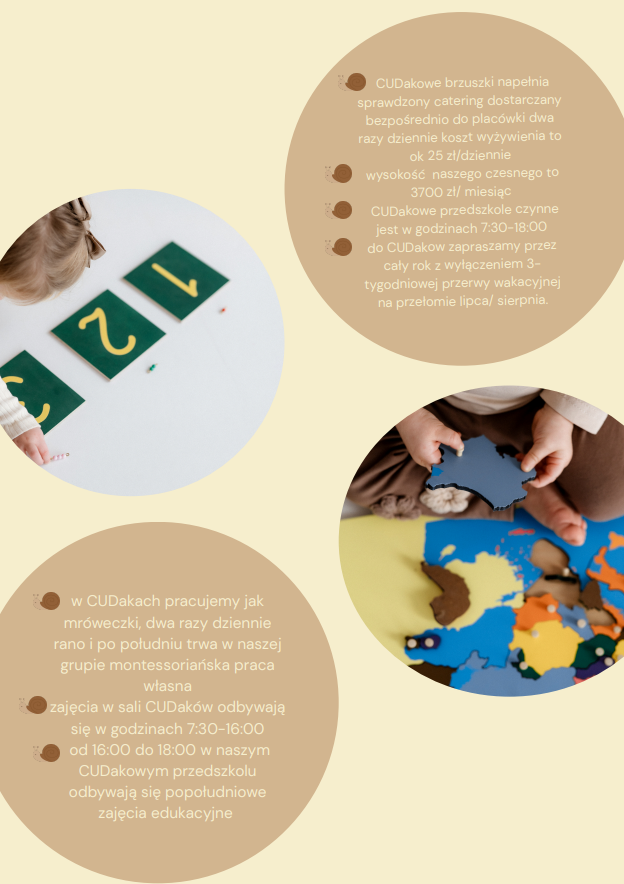 CUDakowe brzuszki napełnia
sprawdzony catering dostarczany
bezpośrednio do placówki dwa
razy dziennie koszt wyżywienia to
ok 25 zł/dziennie
wysokość naszego czesnego to
3700 zł/ miesiąc
CUDakowe przedszkole czynne
jest w godzinach 7:30-18:00
do CUDakow zapraszamy przez
cały rok z wyłączeniem 3-
tygodniowej przerwy wakacyjnej
na przełomie lipca/ sierpnia.
1
2
3
w CUDakach pracujemy jak
mróweczki, dwa razy dziennie
rano i po południu trwa w naszej
grupie montessoriańska praca
własna
zajęcia w sali CUDaków odbywają
się w godzinach 7:30-16:00
od 16:00 do 18:00 w naszym
CUDakowym przedszkolu
odbywają się popołudniowe
zajęcia edukacyjne